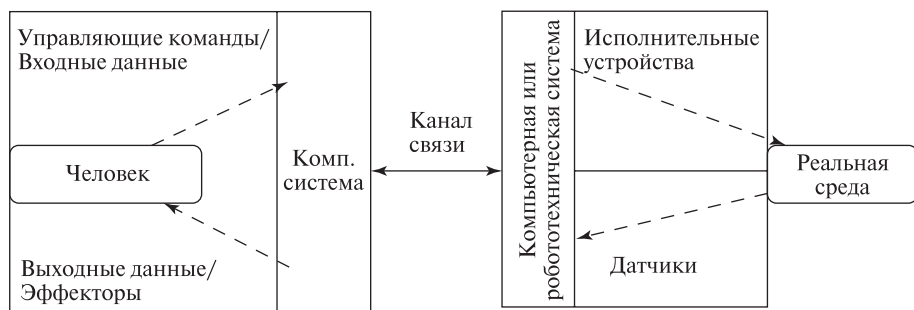 Управляющие команды/
Входные данные
Человек
Выходные данные/
Эффекторы
Комп.
система
Канал
связи
Компьютерная или
робототехническая система
Исполнительные
устройства
Датчики
Реальная
среда